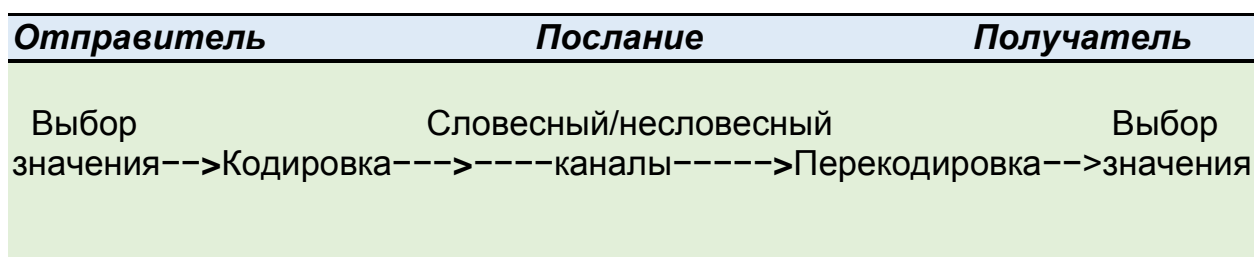 Отправитель Послание Получатель
Выбор Словесный/несловесный Выбор
значения-->Кодировка--->----каналы----->Перекодировка-->значения